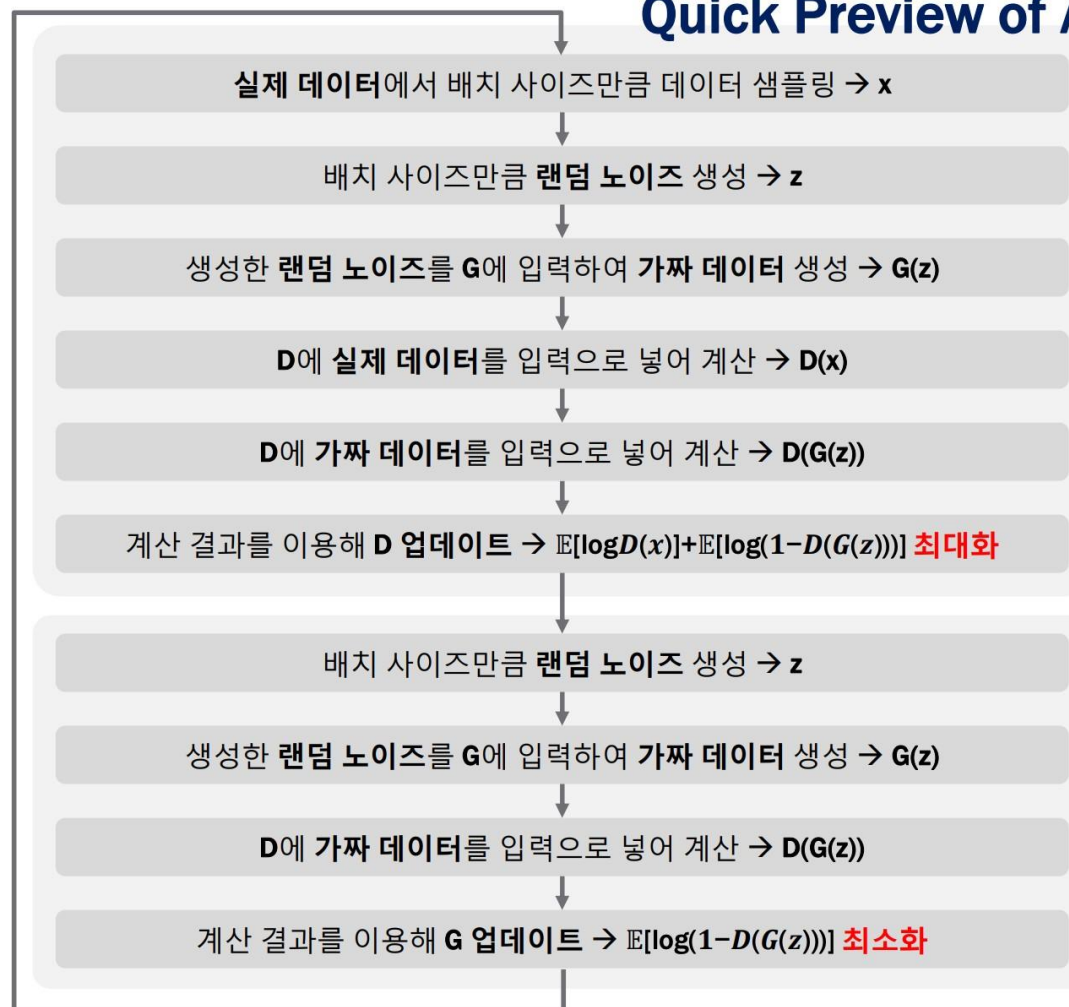 Quick Preview of A
실제 데이터에서 배치 사이즈만큼 데이터 샘플링 → x
배치 사이즈만큼 랜덤 노이즈 생성 → z
생성한 랜덤 노이즈를 G에 입력하여 가짜 데이터 생성 → G(z)
D에 실제 데이터를 입력으로 넣어 계산 → D(x)
D에 가짜 데이터를 입력으로 넣어 계산 → D(G(z))
계산 결과를 이용해 D 업데이트 → 𝔼[logD(x)]+𝔼[log(1−D(G(z)))] 최대화
배치 사이즈만큼 랜덤 노이즈 생성 → z
생성한 랜덤 노이즈를 G에 입력하여 가짜 데이터 생성 → G(z)
D에 가짜 데이터를 입력으로 넣어 계산 → D(G(z))
계산 결과를 이용해 G 업데이트 → 𝔼[log(1−D(G(z)))] 최소화